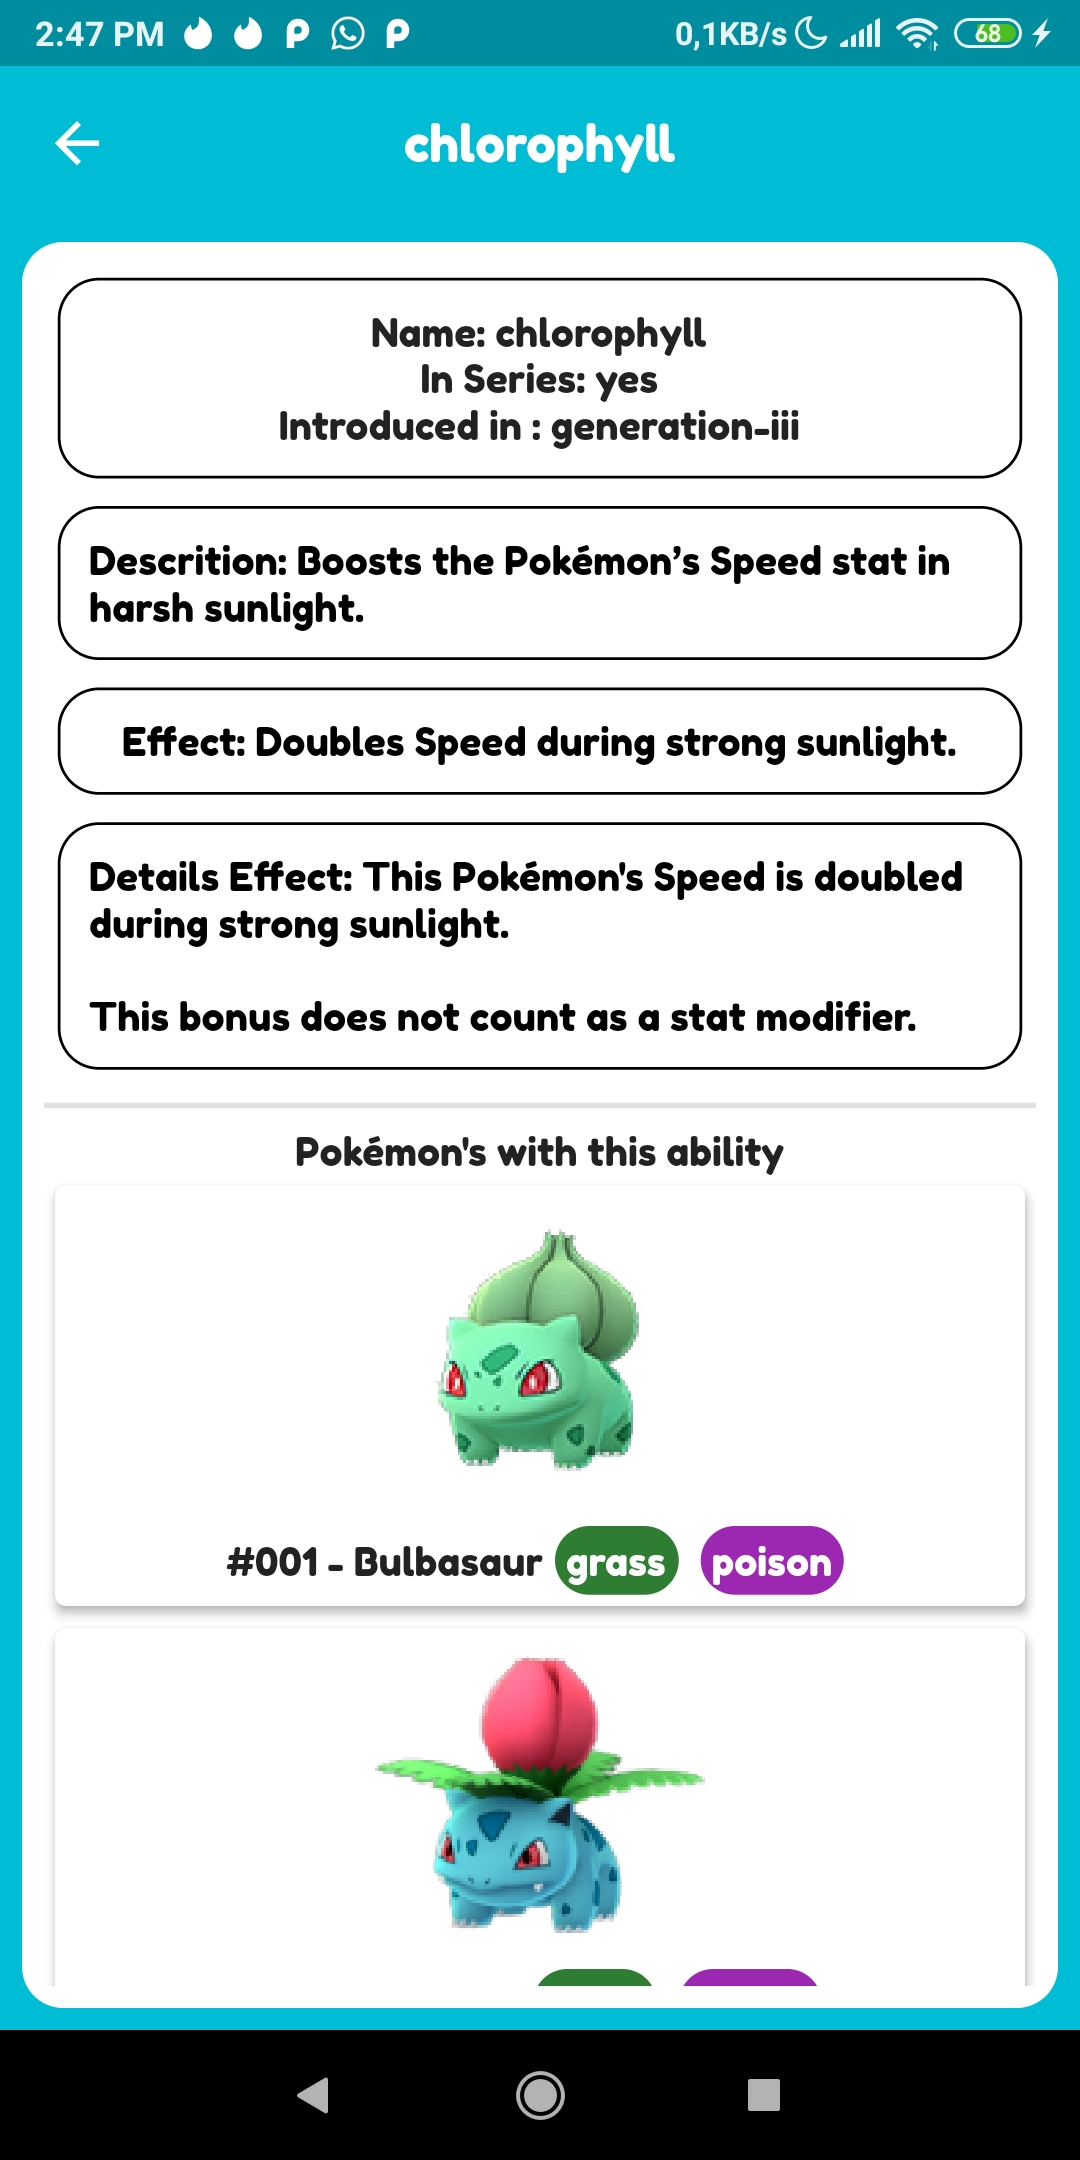 2:47 PM
0,1KB/s
68
chlorophyll
Name: chlorophyll
In Series: yes
Introduced in : generation-iii
Descrition: Boosts the Pokémon’s Speed stat in
harsh sunlight.
Effect: Doubles Speed during strong sunlight.
Details Effect: This Pokémon's Speed is doubled
during strong sunlight.
This bonus does not count as a stat modifier.
Pokémon's with this ability
#001 - Bulbasaur grass poison